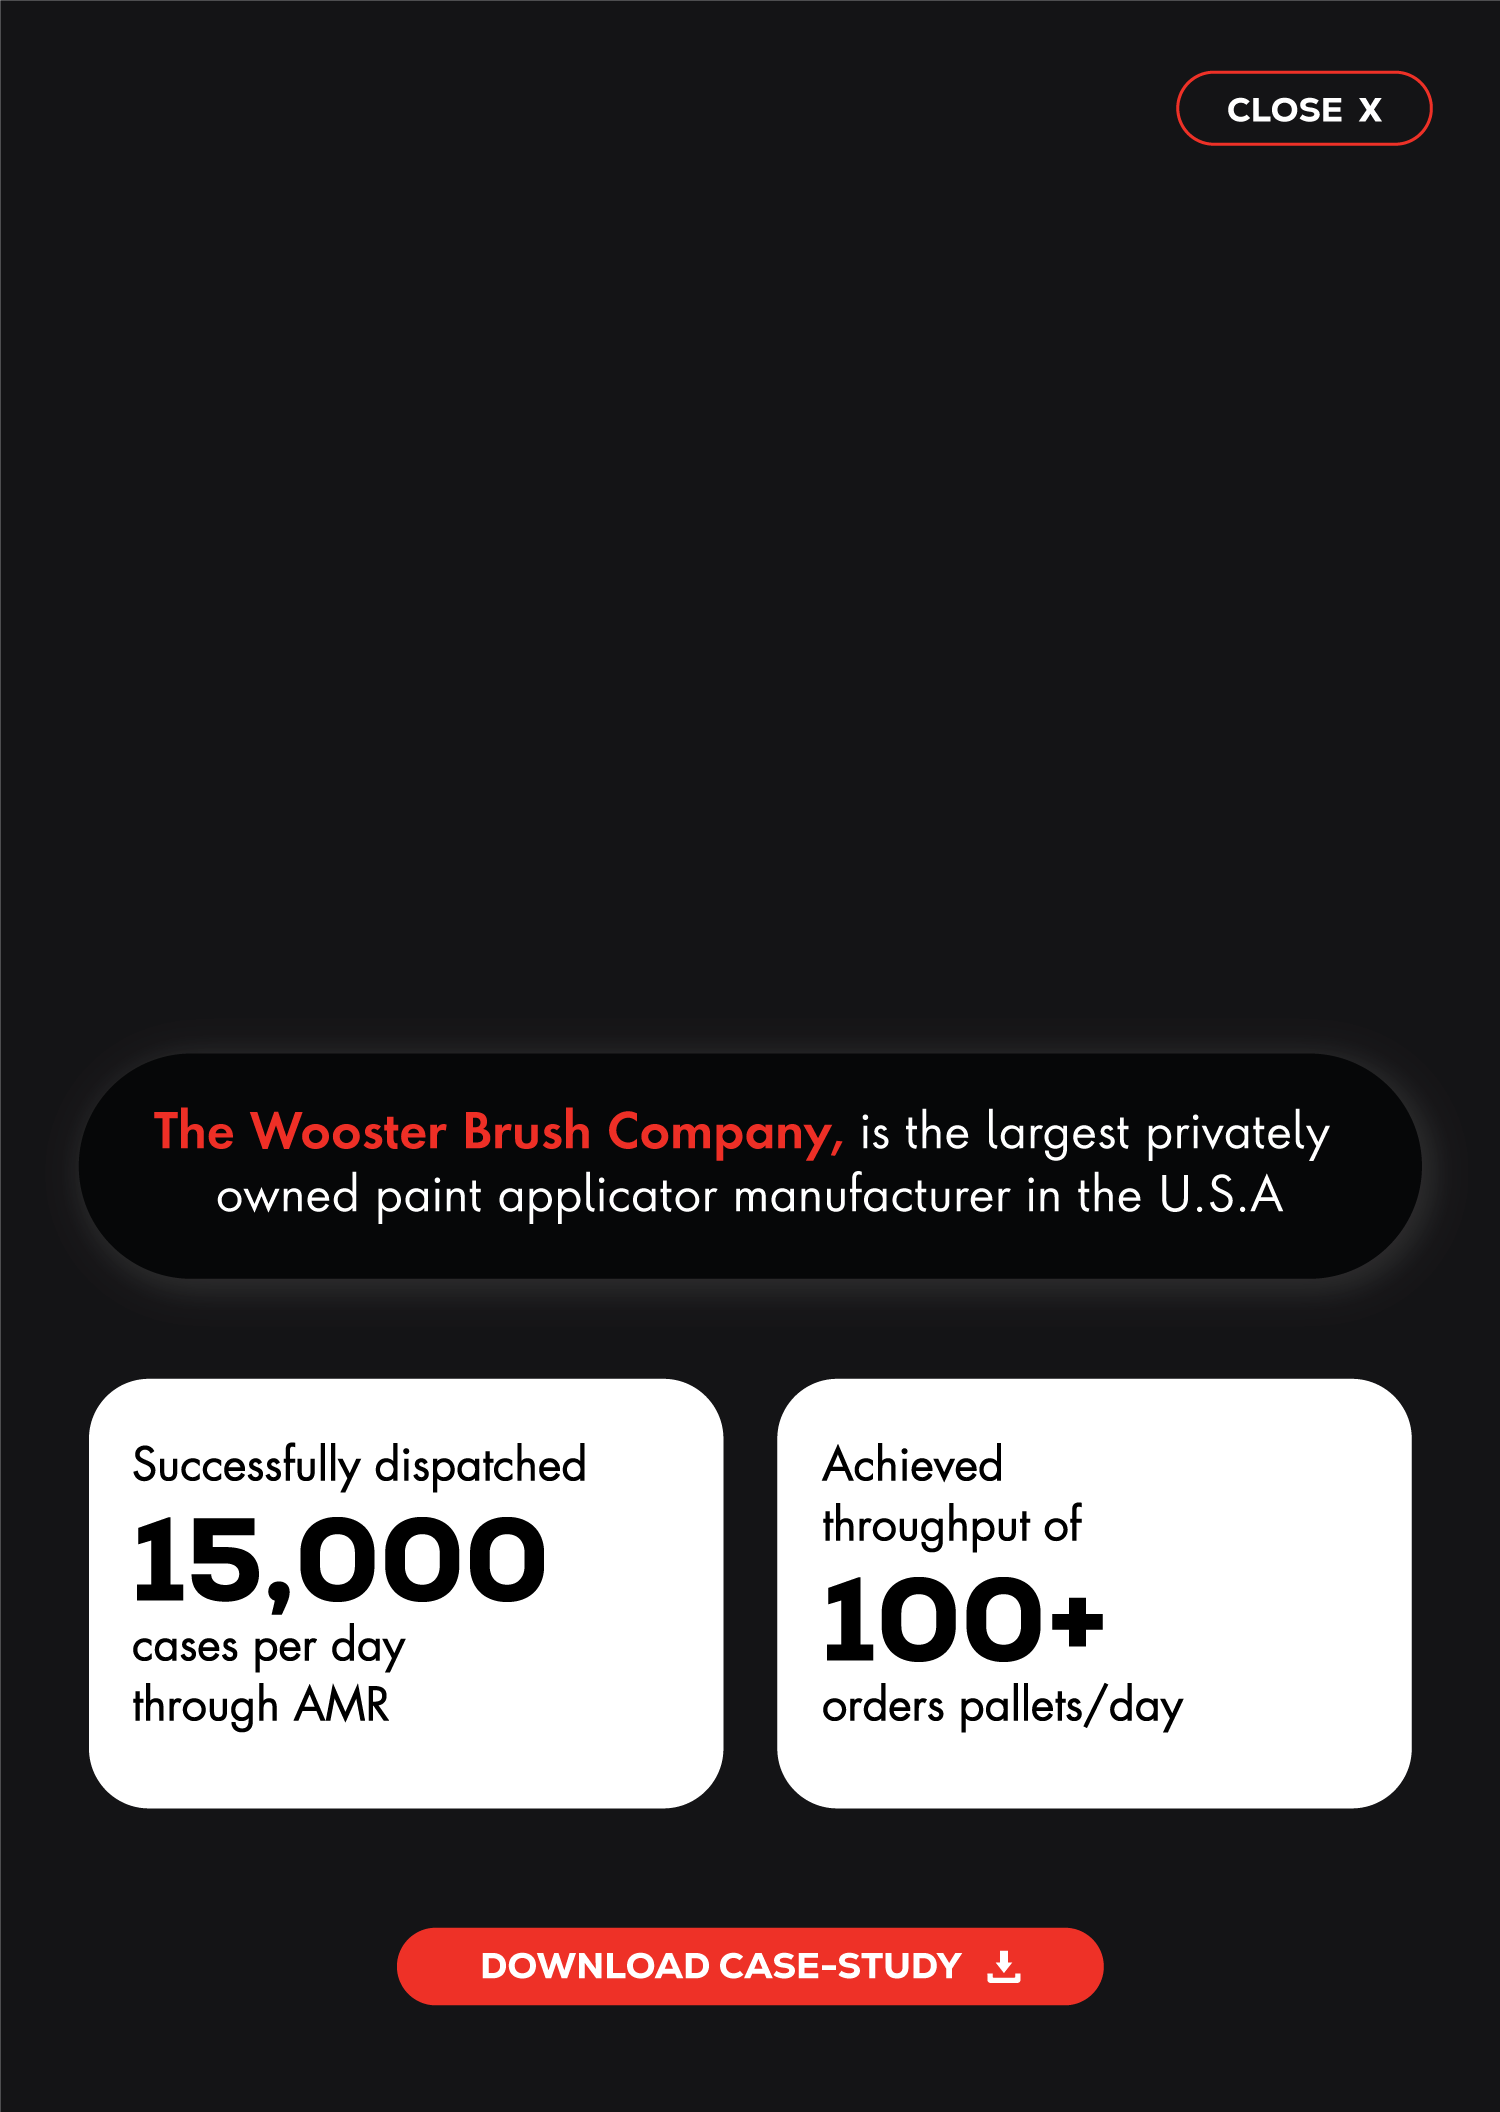 CLOSE X
The Wooster Brush Company, is the largest privately
owned paint applicator manufacturer in the U.S.A
Successfully dispatched
15,000
cases per day
through AMR
Achieved
throughput of
100+
orders pallets/day
DOWNLOAD CASE-STUDY